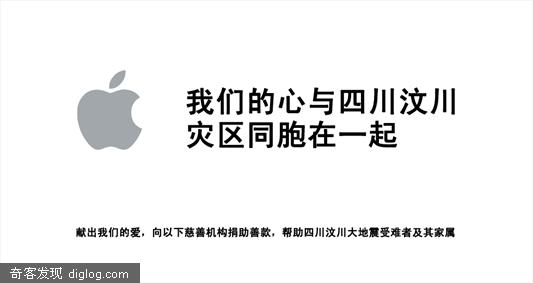 我们的心与四川汶川
灾区同胞在一起
献出我们的爱，向以下慈善机构捐助善款，帮助四川汶川大地震受难者及其家属
奇客发现 diglog.com